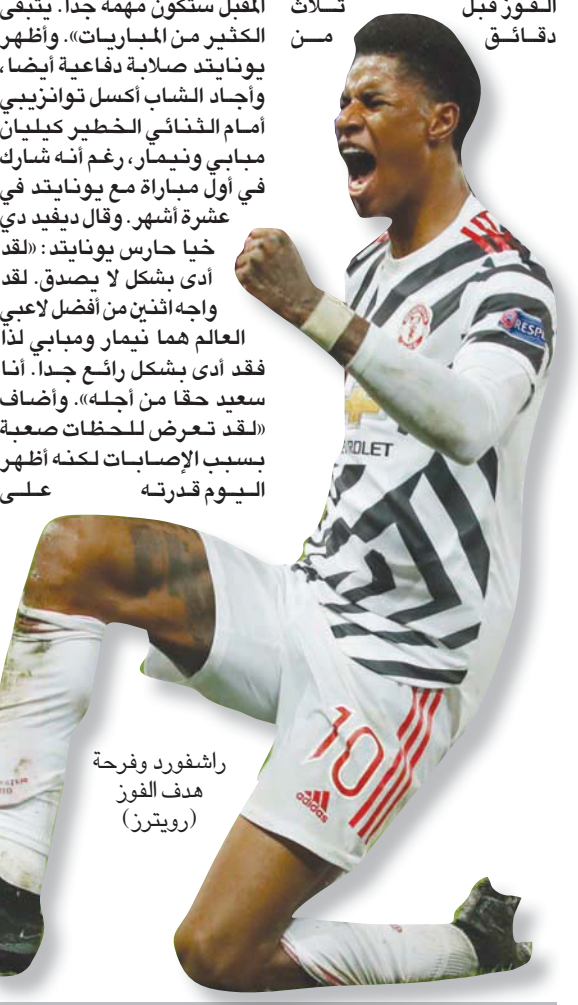 الفوز قبل ثلاث
دقائق من
المقبل ستكون مهمة جدا. يتبقى
الكثير من المباريات». وأظهر
يونايتد صلابة دفاعية أيضا،
وأجاد الشاب أكسل توانزيبي
أمام الثنائي الخطير كيليان
مبابي ونيمار، رغم أنه شارك
في أول مباراة مع يونايتد في
عشرة أشهر. وقال ديفيد دي
خيا حارس يونايتد: «لقد
أدى بشكل لا يصدق. لقد
واجه اثنين من أفضل لاعبي
العالم هما نيمار ومبابي لذا
فقد أدى بشكل رائع جدا. أنا
سعيد حقا من أجله». وأضاف
«لقد تعرض للحظات صعبة
بسبب الإصابات لكنه أظهر
اليوم قدرته على
RESPE
ROLET
10
adidas
راشفورد وفرحة
هدف الفوز
(رويترز)